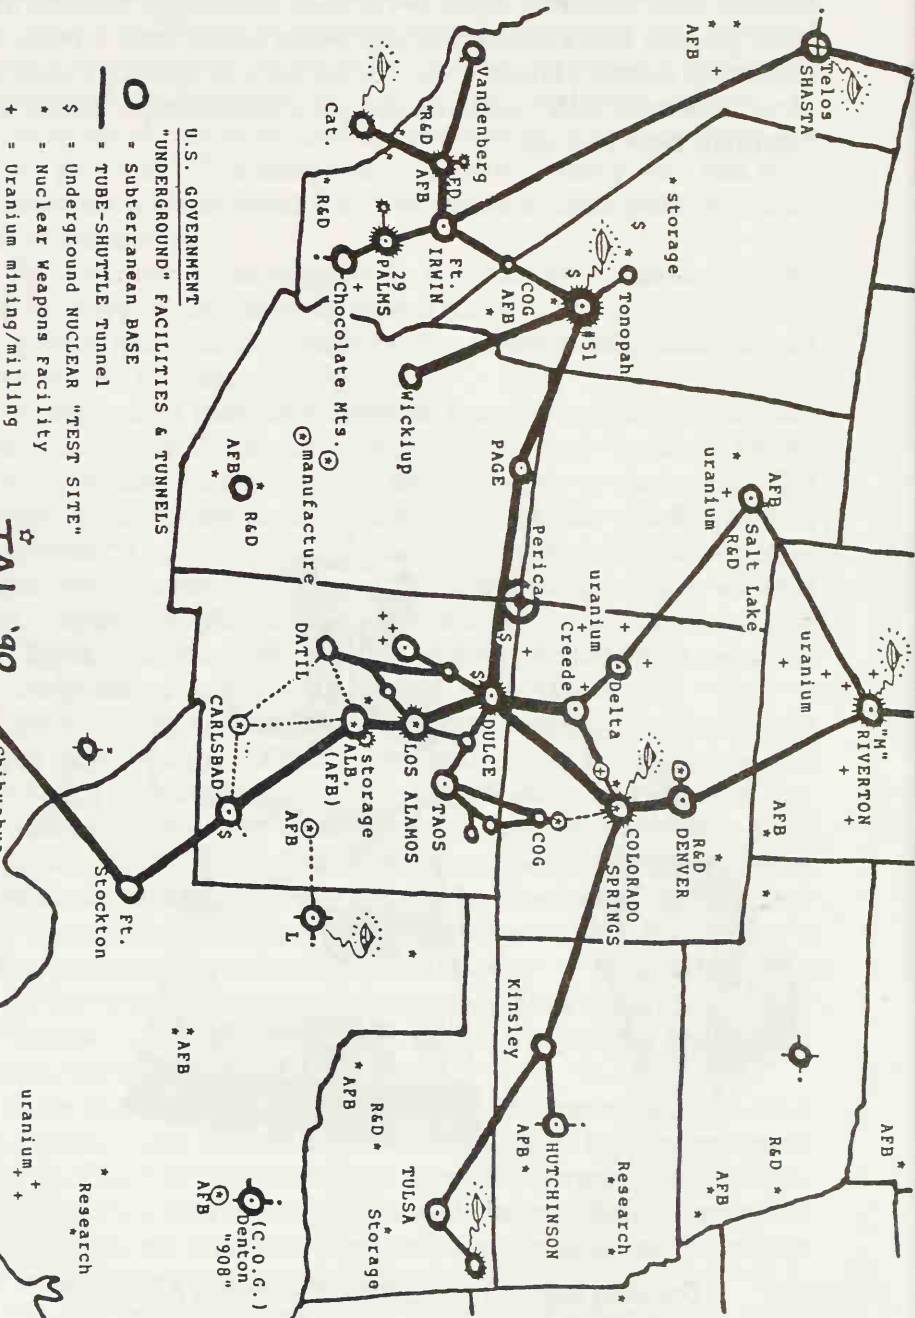 Telos
SHASTA
AFB
* storage
$
Tonopah
$
#51
COG
AFB
Vandenberg
R&D
ED
AFB
Cat.
R&D
Ft.
IRWIN
29
PALMS
Chocolate Mts.
Wickiup
manufacture
AFB
R&D
PAGE
Perica
AFB
Salt Lake
R&D
uranium
uranium
"M"
RIVERTON
AFB
uranium
Delta
Creede
$
$
DULCE
DATIL
LOS ALAMOS
TAOS
COG
storage
ALB.
(AFB)
CARLSBAD
$
AFB
L
Ft.
Stockton
R&D
DENVER
COLORADO
SPRINGS
Kinsley
HUTCHINSON
AFB
Research
TULSA
Storage
R&D
AFB
AFB
AFB
R&D
AFB
(C.O.G.)
Denton
"908"
AFB
Research
uranium
U.S. GOVERNMENT
"UNDERGROUND" FACILITIES & TUNNELS
= Subterranean BASE
= TUBE-SHUTTLE Tunnel
$ = Underground NUCLEAR "TEST SITE"
* = Nuclear Weapons Facility
+ = Uranium mining/milling
TAL '90